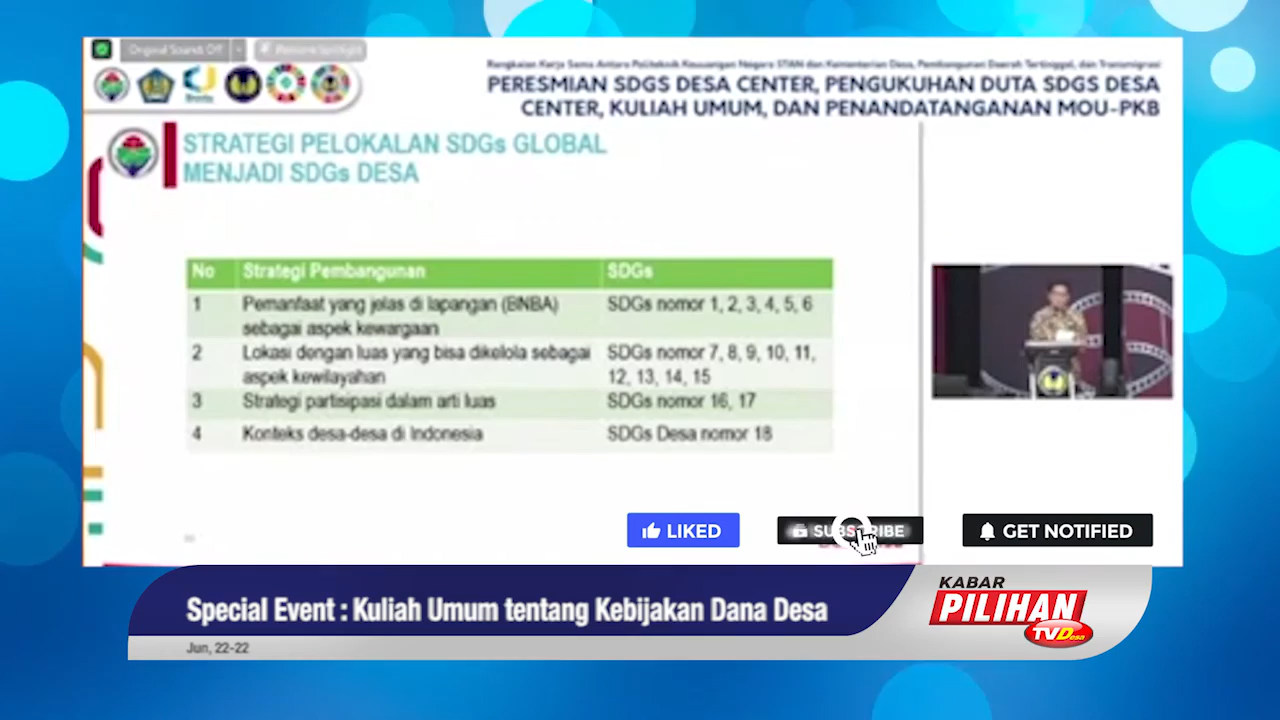 Original Sound: Off
Rangkaian Kerja Sama Antara Politeknik Keuangan Negara STAN dan Kementerian Desa, Pembangunan Daerah Tertinggal, dan Transmigrasi
PERESMIAN SDGS DESA CENTER, PENGUKUHAN DUTA SDGS DESA
CENTER, KULIAH UMUM, DAN PENANDATANGANAN MOU-PKB
STRATEGI PELOKALAN SDGs GLOBAL
MENJADI SDGs DESA
No Strategi Pembangunan SDGs
1 Pemanfaat yang jelas di lapangan (BNBA) sebagai aspek kewargaan SDGs nomor 1, 2, 3, 4, 5, 6
2 Lokasi dengan luas yang bisa dikelola sebagai aspek kewilayahan SDGs nomor 7, 8, 9, 10, 11, 12, 13, 14, 15
3 Strategi partisipasi dalam arti luas SDGs nomor 16, 17
4 Konteks desa-desa di Indonesia SDGs Desa nomor 18
LIKED
SUBSCRIBE
GET NOTIFIED
Special Event : Kuliah Umum tentang Kebijakan Dana Desa
Jun, 22-22
KABAR
PILIHAN
TVDesa